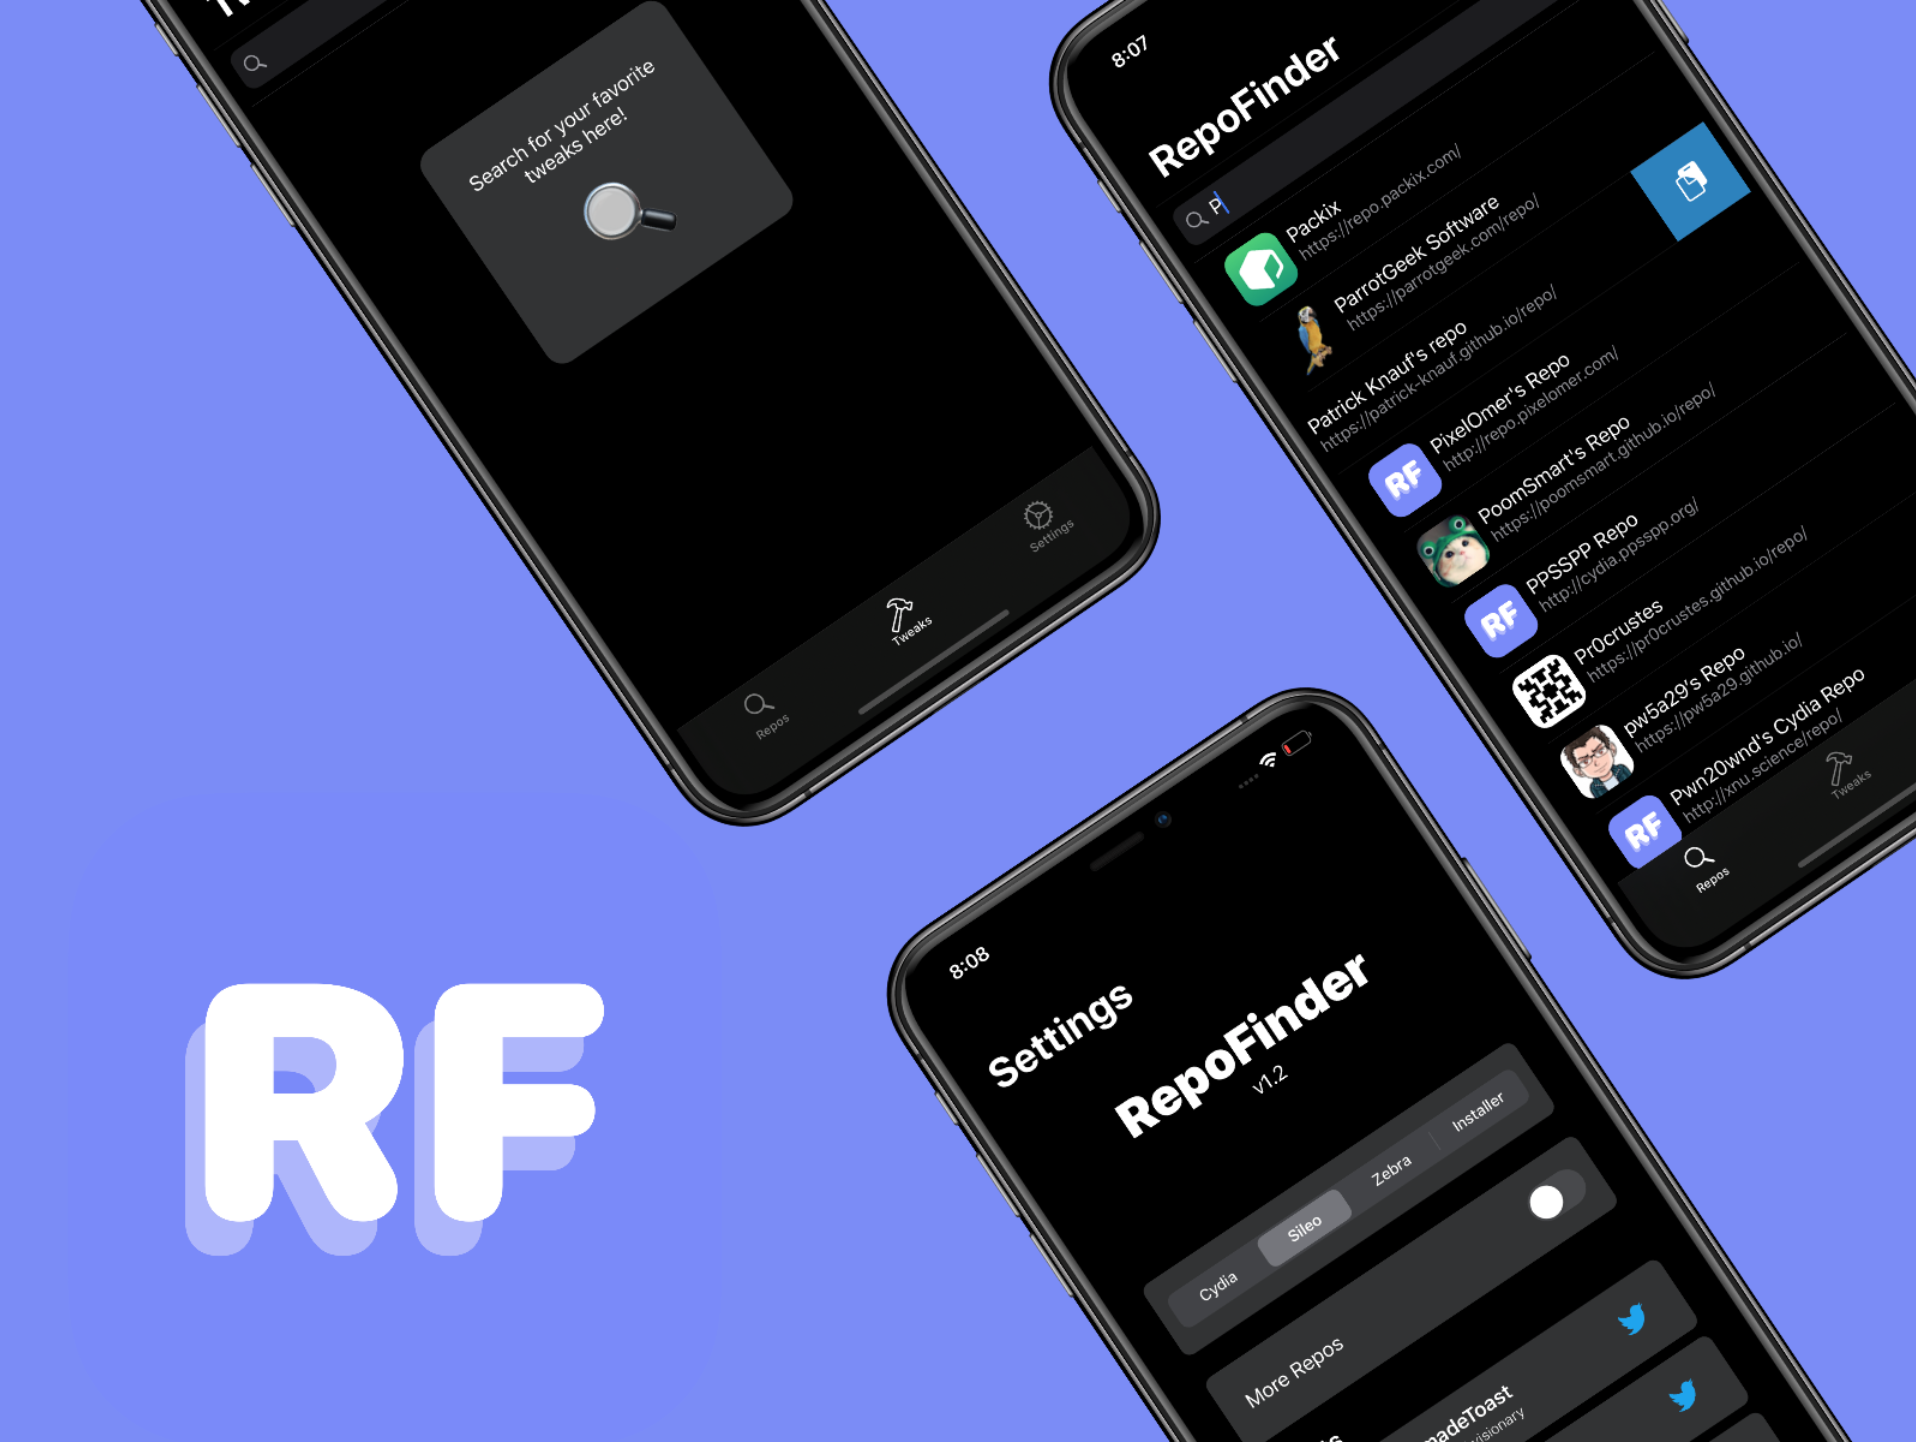 Search for your favorite
tweaks here!
Repos
Tweaks
Settings
8:07
RepoFinder
P
Packix
https://repo.packix.com/
ParrotGeek Software
https://parrotgeek.com/repo/
Patrick Knauf's repo
https://patrick-knauf.github.io/repo/
RF
PixelOmer's Repo
http://repo.pixelomer.com/
PoomSmart's Repo
https://poomsmart.github.io/repo/
RF
PPSSPP Repo
http://cydia.ppsspp.org/
Pr0crustes
https://pr0crustes.github.io/repo/
pw5a29's Repo
https://pw5a29.github.io/
RF
Pwn20wnd's Cydia Repo
http://xnu.science/repo/
Repos
Tweaks
RF
8:08
Settings
RepoFinder
v1.2
Cydia
Sileo
Zebra
Installer
More Repos
madeToast
visionary